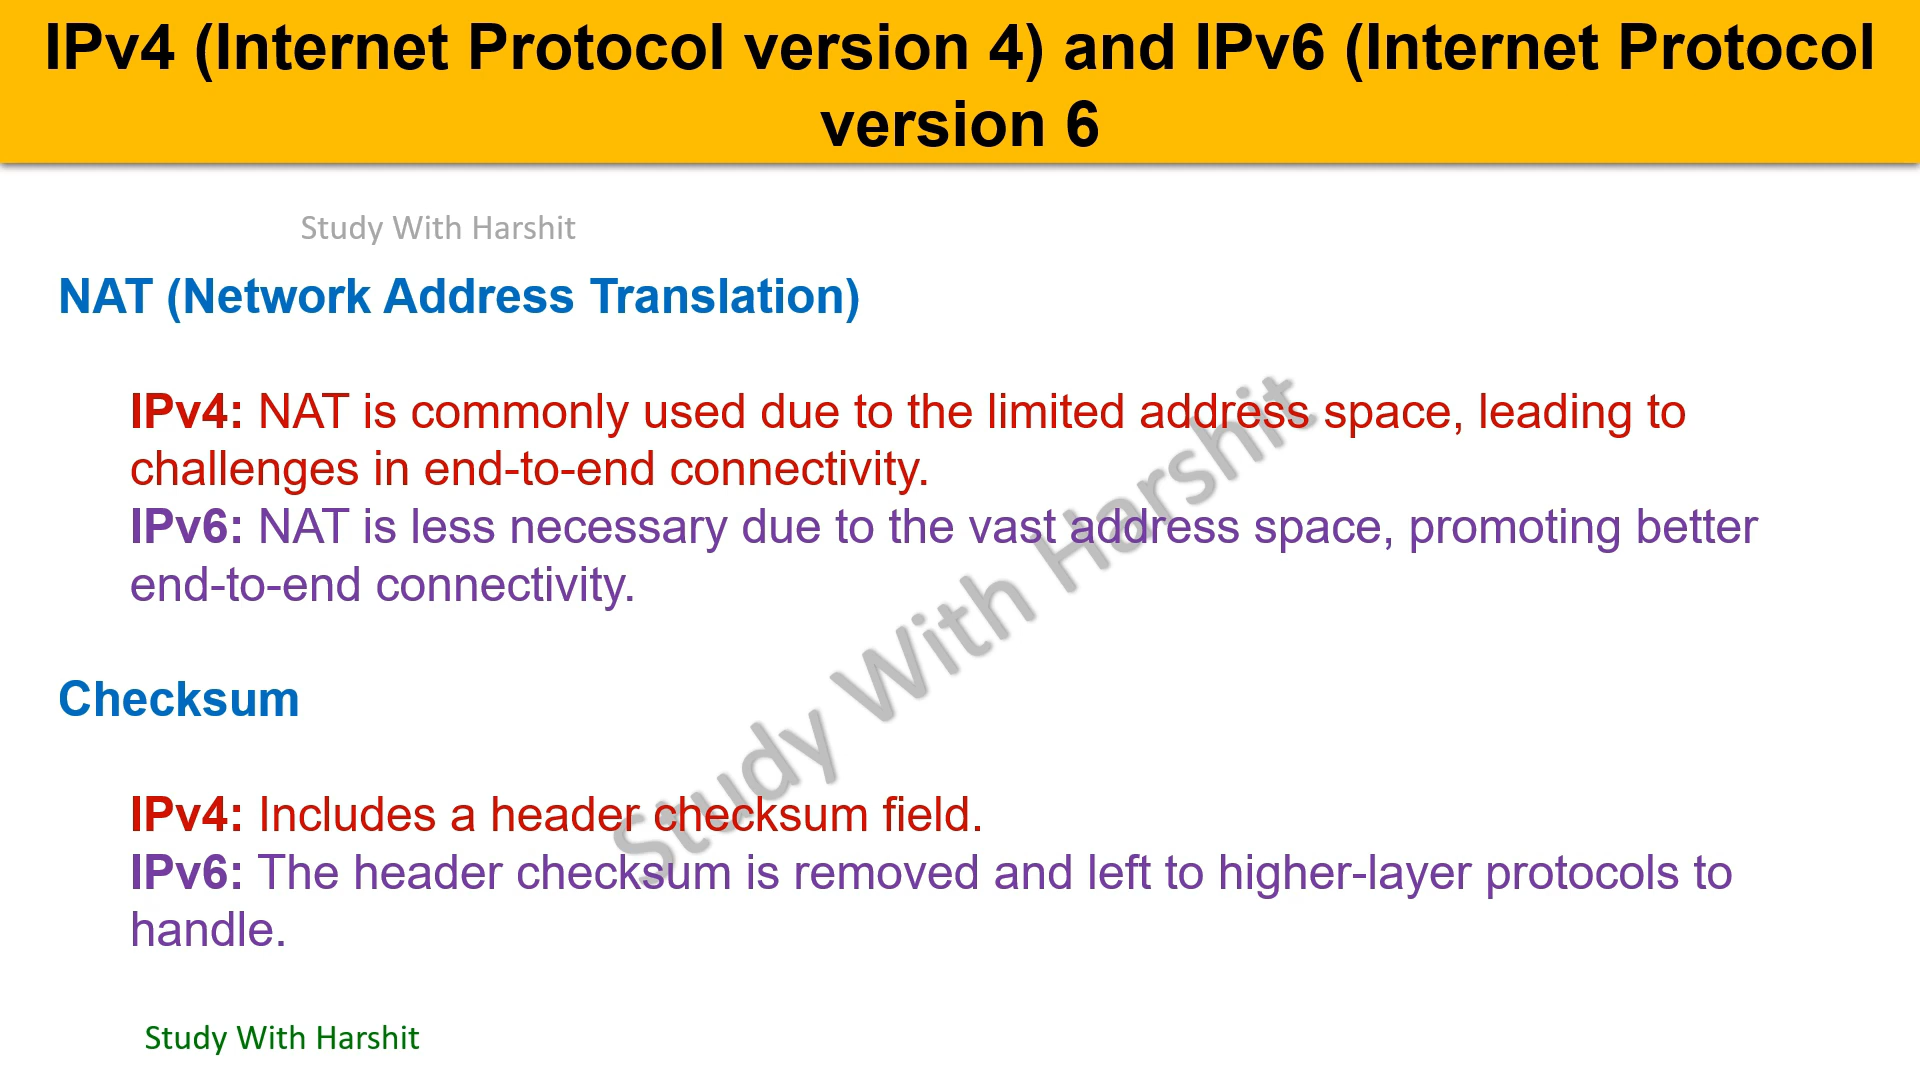 IPv4 (Internet Protocol version 4) and IPv6 (Internet Protocol
version 6
Study With Harshit
NAT (Network Address Translation)
IPv4: NAT is commonly used due to the limited address space, leading to
challenges in end-to-end connectivity.
IPv6: NAT is less necessary due to the vast address space, promoting better
end-to-end connectivity.
Study With Harshit
Checksum
IPv4: Includes a header checksum field.
IPv6: The header checksum is removed and left to higher-layer protocols to
handle.
Study With Harshit